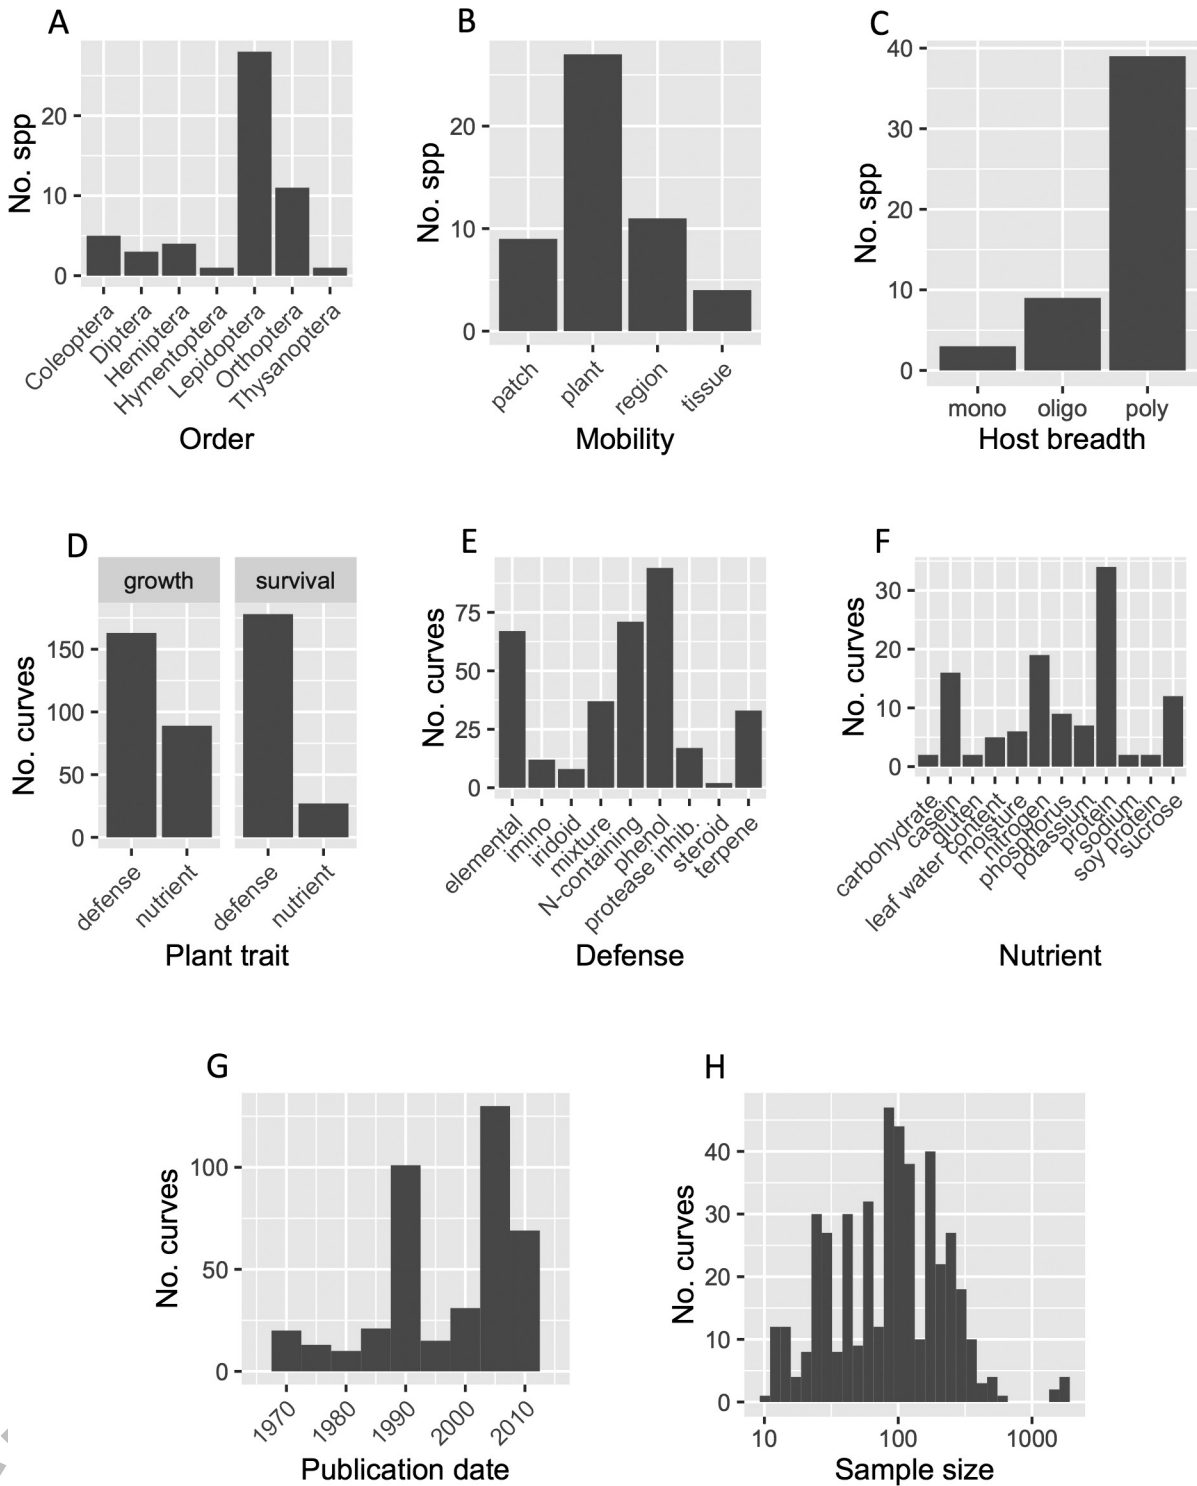 A
No. spp
20
10
0
Coleoptera
Diptera
Hemiptera
Hymentoptera
Lepidoptera
Orthoptera
Thysanoptera
Order
B
No. spp
20
10
0
patch
plant
region
tissue
Mobility
C
No. spp
40
30
20
10
0
mono
oligo
poly
Host breadth
D
growth
survival
No. curves
150
100
50
0
defense
nutrient
defense
nutrient
Plant trait
E
No. curves
75
50
25
0
elemental
imino
iridoid
mixture
N-containing
phenol
protease inhib.
steroid
terpene
Defense
F
No. curves
30
20
10
0
carbohydrate
casein
gluten
leaf water content
moisture
nitrogen
phosphorus
potassium
protein
sodium
soy protein
sucrose
Nutrient
G
No. curves
100
50
0
1970
1980
1990
2000
2010
Publication date
H
No. curves
40
30
20
10
0
10
100
1000
Sample size